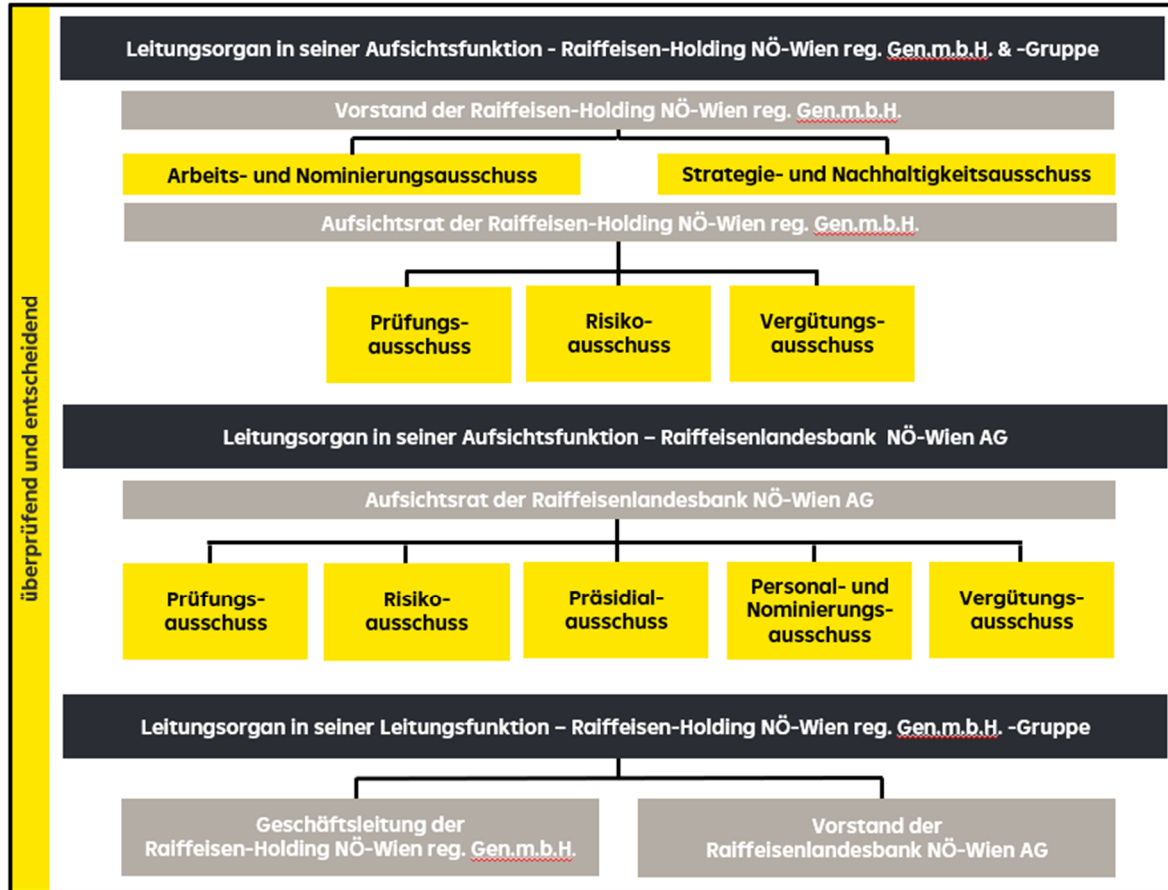 überprüfend und entscheidend
Leitungsorgan in seiner Aufsichtsfunktion - Raiffeisen-Holding NÖ-Wien reg. Gen.m.b.H. & -Gruppe
Vorstand der Raiffeisen-Holding NÖ-Wien reg. Gen.m.b.H.
Arbeits- und Nominierungsausschuss
Strategie- und Nachhaltigkeitsausschuss
Aufsichtsrat der Raiffeisen-Holding NÖ-Wien reg. Gen.m.b.H.
Prüfungs-
ausschuss
Risiko-
ausschuss
Vergütungs-
ausschuss
Leitungsorgan in seiner Aufsichtsfunktion – Raiffeisenlandesbank NÖ-Wien AG
Aufsichtsrat der Raiffeisenlandesbank NÖ-Wien AG
Prüfungs-
ausschuss
Risiko-
ausschuss
Präsidial-
ausschuss
Personal- und
Nominierungs-
ausschuss
Vergütungs-
ausschuss
Leitungsorgan in seiner Leitungsfunktion – Raiffeisen-Holding NÖ-Wien reg. Gen.m.b.H. -Gruppe
Geschäftsleitung der
Raiffeisen-Holding NÖ-Wien reg. Gen.m.b.H.
Vorstand der
Raiffeisenlandesbank NÖ-Wien AG